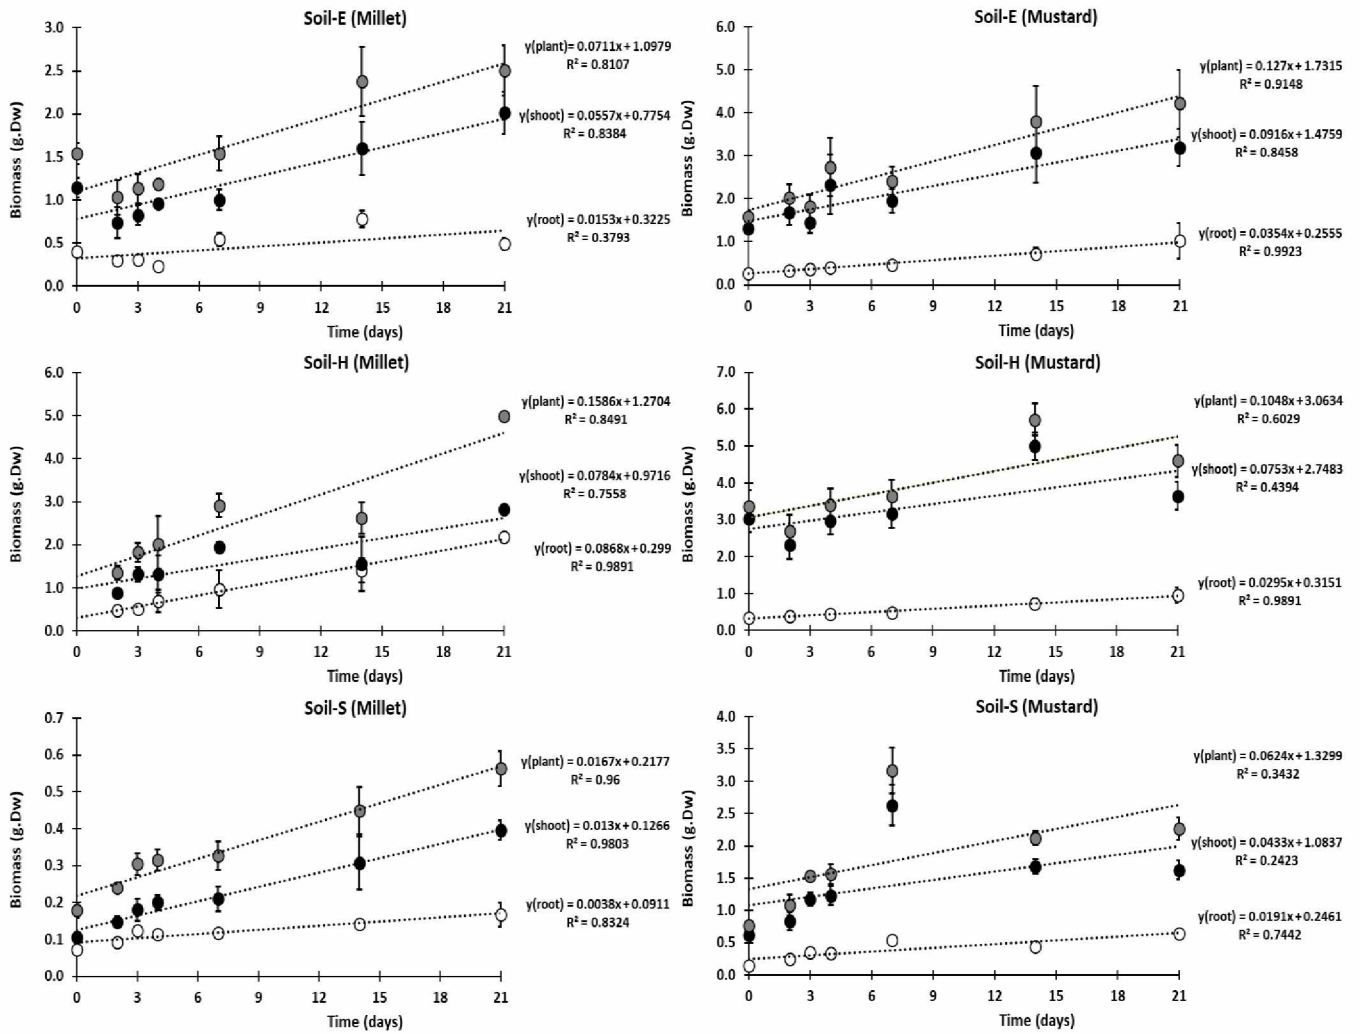 Soil-E (Millet)
Biomass (g.Dw)
3.0
2.5
2.0
1.5
1.0
0.5
0.0
0 3 6 9 12 15 18 21
Time (days)
y(plant)= 0.0711x+1.0979
R² = 0.8107
y(shoot)= 0.0557x+0.7754
R² = 0.8384
y(root)= 0.0153x+0.3225
R² = 0.3793
Soil-E (Mustard)
Biomass (g.Dw)
6.0
5.0
4.0
3.0
2.0
1.0
0.0
0 3 6 9 12 15 18 21
Time (days)
y(plant) = 0.127x+1.7315
R² = 0.9148
y(shoot)= 0.0916x+1.4759
R² = 0.8458
y(root)= 0.0354x+0.2555
R² = 0.9923
Soil-H (Millet)
Biomass (g.Dw)
6.0
5.0
4.0
3.0
2.0
1.0
0.0
0 3 6 9 12 15 18 21
Time (days)
y(plant)= 0.1586x+1.2704
R² = 0.8491
y(shoot)= 0.0784x+0.9716
R² = 0.7558
y(root)= 0.0868x+0.299
R² = 0.9891
Soil-H (Mustard)
Biomass (g.Dw)
7.0
6.0
5.0
4.0
3.0
2.0
1.0
0.0
0 3 6 9 12 15 18 21
Time (days)
y(plant) = 0.1048x+3.0634
R² = 0.6029
y(shoot)= 0.0753x+2.7483
R² = 0.4394
y(root)= 0.0295x+0.3151
R² = 0.9891
Soil-S (Millet)
Biomass (g.Dw)
0.7
0.6
0.5
0.4
0.3
0.2
0.1
0.0
0 3 6 9 12 15 18 21
Time (days)
y(plant) = 0.0167x+0.2177
R² = 0.96
y(shoot) = 0.013x+0.1266
R² = 0.9803
y(root) = 0.0038x+0.0911
R² = 0.8324
Soil-S (Mustard)
Biomass (g.Dw)
4.0
3.5
3.0
2.5
2.0
1.5
1.0
0.5
0.0
0 3 6 9 12 15 18 21
Time (days)
y(plant) = 0.0624x+1.3299
R² = 0.3432
y(shoot)= 0.0433x+1.0837
R² = 0.2423
y(root)= 0.0191x+0.2461
R² = 0.7442